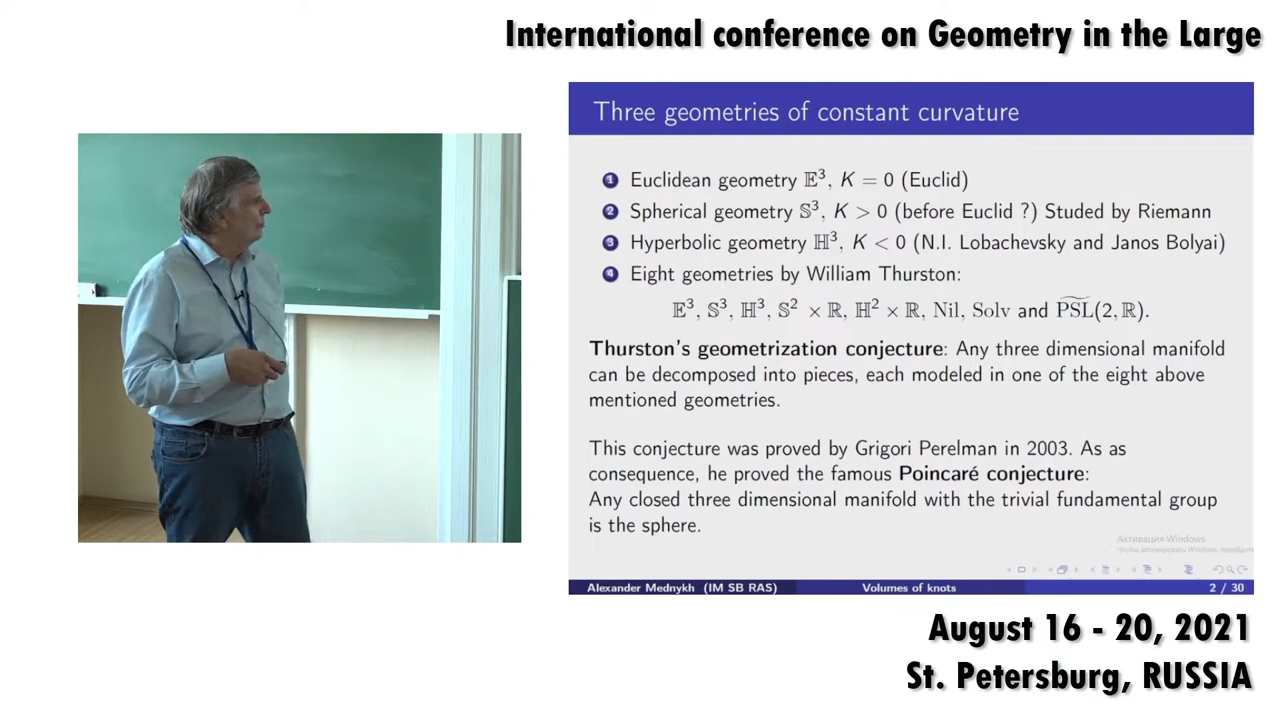 International conference on Geometry in the Large
Three geometries of constant curvature
1 Euclidean geometry 𝔼³, K = 0 (Euclid)
2 Spherical geometry 𝕊³, K > 0 (before Euclid ?) Studed by Riemann
3 Hyperbolic geometry ℍ³, K < 0 (N.I. Lobachevsky and Janos Bolyai)
4 Eight geometries by William Thurston:
𝔼³, 𝕊³, ℍ³, 𝕊² × ℝ, ℍ² × ℝ, Nil, Solv and P͠SL(2, ℝ).
Thurston's geometrization conjecture: Any three dimensional manifold
can be decomposed into pieces, each modeled in one of the eight above
mentioned geometries.
This conjecture was proved by Grigori Perelman in 2003. As as
consequence, he proved the famous Poincaré conjecture:
Any closed three dimensional manifold with the trivial fundamental group
is the sphere.
Активация Windows
Чтобы активировать Windows, перейдите
Alexander Mednykh (IM SB RAS) Volumes of knots 2 / 30
August 16 - 20, 2021
St. Petersburg, RUSSIA